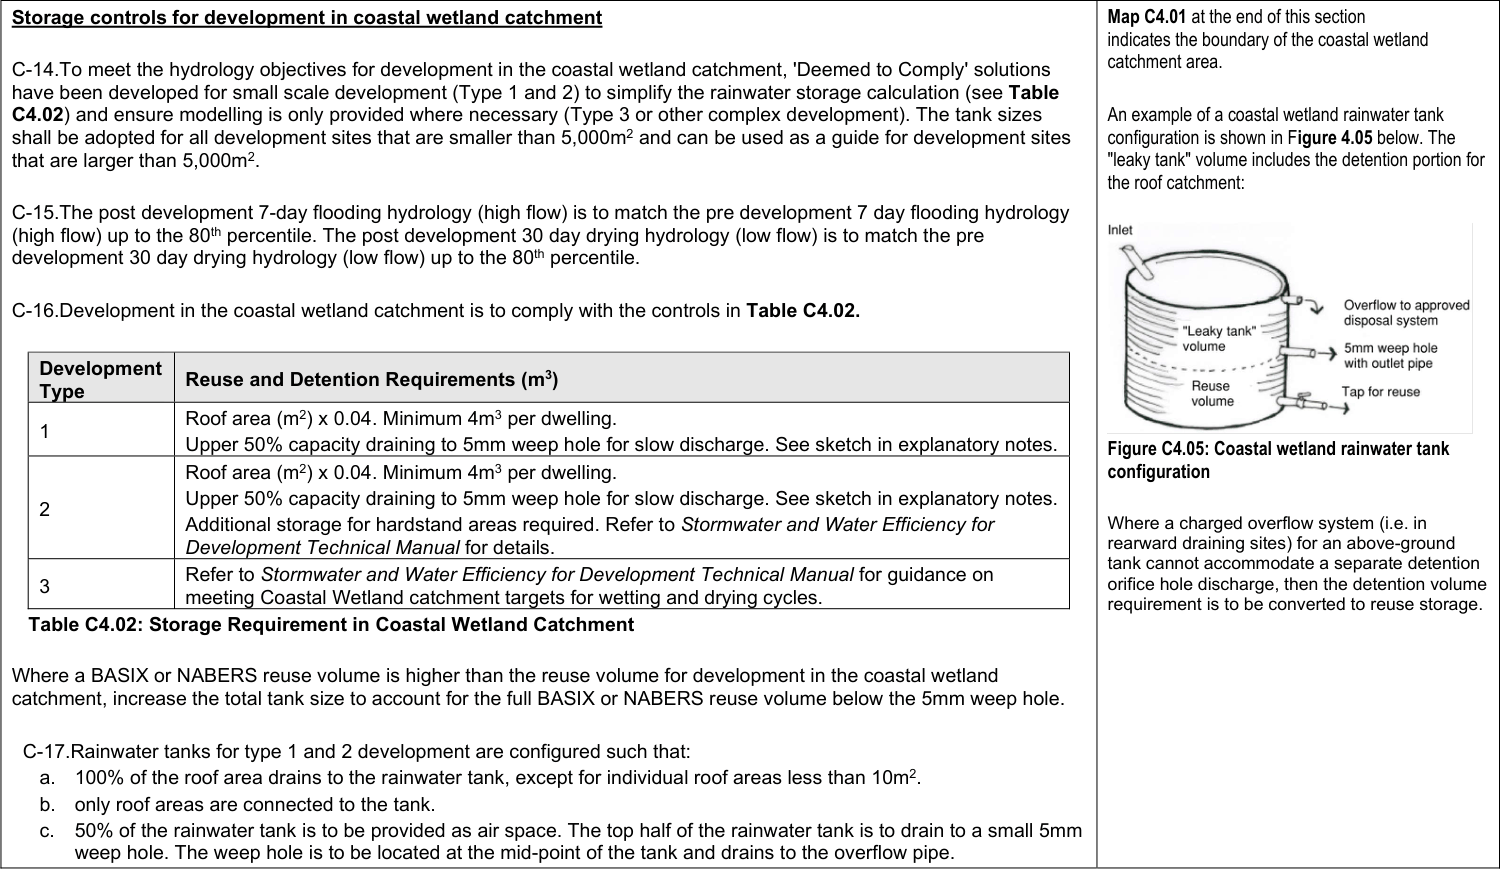 Storage controls for development in coastal wetland catchment
C-14.To meet the hydrology objectives for development in the coastal wetland catchment, 'Deemed to Comply' solutions
have been developed for small scale development (Type 1 and 2) to simplify the rainwater storage calculation (see Table
C4.02) and ensure modelling is only provided where necessary (Type 3 or other complex development). The tank sizes
shall be adopted for all development sites that are smaller than 5,000m² and can be used as a guide for development sites
that are larger than 5,000m².
C-15.The post development 7-day flooding hydrology (high flow) is to match the pre development 7 day flooding hydrology
(high flow) up to the 80th percentile. The post development 30 day drying hydrology (low flow) is to match the pre
development 30 day drying hydrology (low flow) up to the 80th percentile.
C-16.Development in the coastal wetland catchment is to comply with the controls in Table C4.02.
Development
Type
Reuse and Detention Requirements (m³)
1
Roof area (m²) x 0.04. Minimum 4m³ per dwelling.
Upper 50% capacity draining to 5mm weep hole for slow discharge. See sketch in explanatory notes.
2
Roof area (m²) x 0.04. Minimum 4m³ per dwelling.
Upper 50% capacity draining to 5mm weep hole for slow discharge. See sketch in explanatory notes.
Additional storage for hardstand areas required. Refer to Stormwater and Water Efficiency for
Development Technical Manual for details.
3
Refer to Stormwater and Water Efficiency for Development Technical Manual for guidance on
meeting Coastal Wetland catchment targets for wetting and drying cycles.
Table C4.02: Storage Requirement in Coastal Wetland Catchment
Where a BASIX or NABERS reuse volume is higher than the reuse volume for development in the coastal wetland
catchment, increase the total tank size to account for the full BASIX or NABERS reuse volume below the 5mm weep hole.
C-17.Rainwater tanks for type 1 and 2 development are configured such that:
a. 100% of the roof area drains to the rainwater tank, except for individual roof areas less than 10m².
b. only roof areas are connected to the tank.
c. 50% of the rainwater tank is to be provided as air space. The top half of the rainwater tank is to drain to a small 5mm
weep hole. The weep hole is to be located at the mid-point of the tank and drains to the overflow pipe.
Map C4.01 at the end of this section
indicates the boundary of the coastal wetland
catchment area.
An example of a coastal wetland rainwater tank
configuration is shown in Figure 4.05 below. The
"leaky tank" volume includes the detention portion for
the roof catchment:
Inlet
"Leaky tank"
volume
Reuse
volume
Overflow to approved
disposal system
5mm weep hole
with outlet pipe
Tap for reuse
Figure C4.05: Coastal wetland rainwater tank
configuration
Where a charged overflow system (i.e. in
rearward draining sites) for an above-ground
tank cannot accommodate a separate detention
orifice hole discharge, then the detention volume
requirement is to be converted to reuse storage.